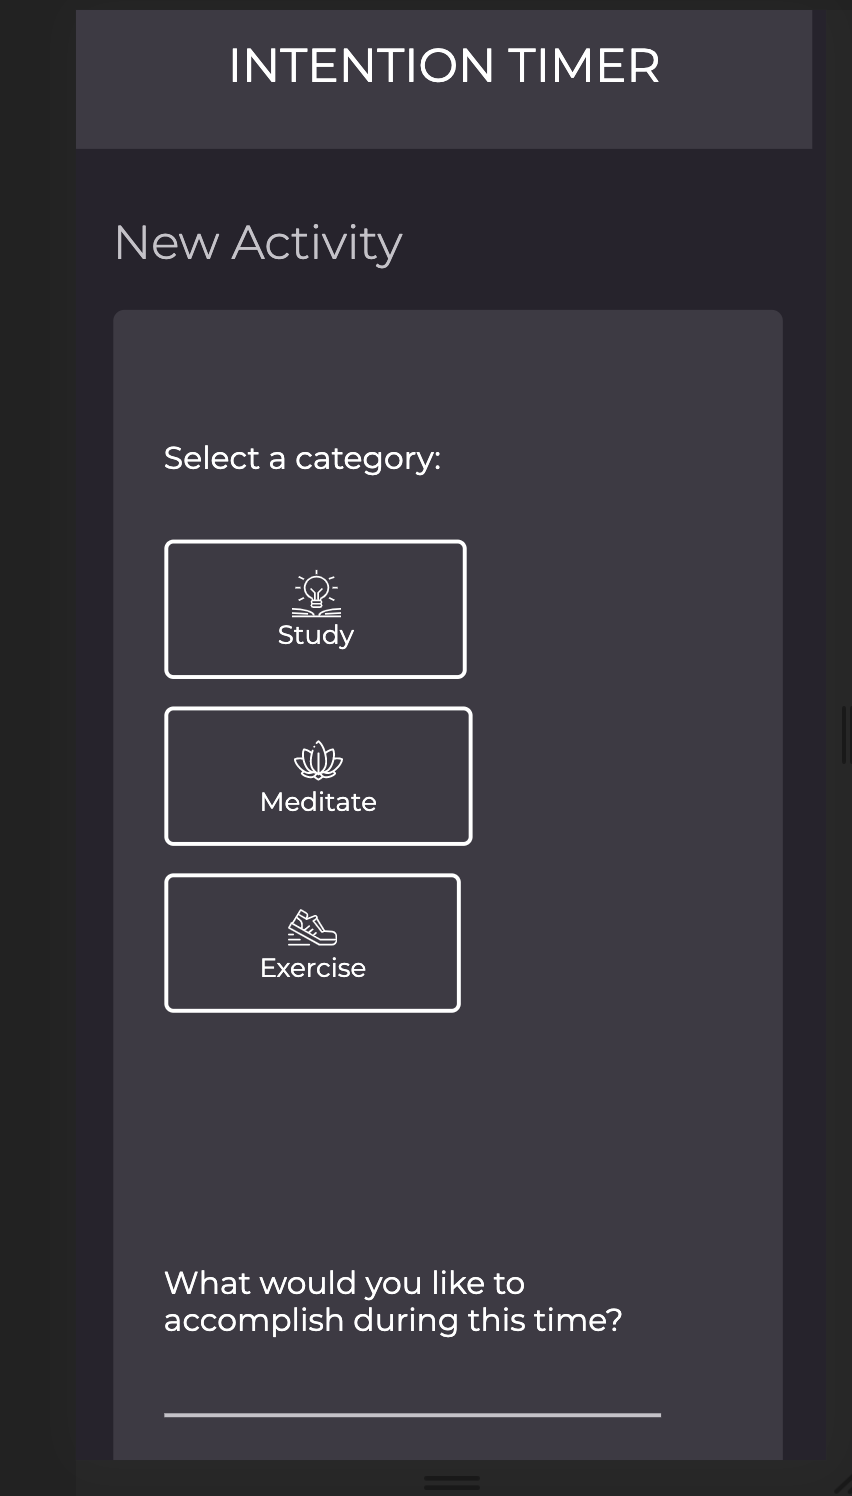 INTENTION TIMER
New Activity
Select a category:
Study
Meditate
Exercise
What would you like to
accomplish during this time?